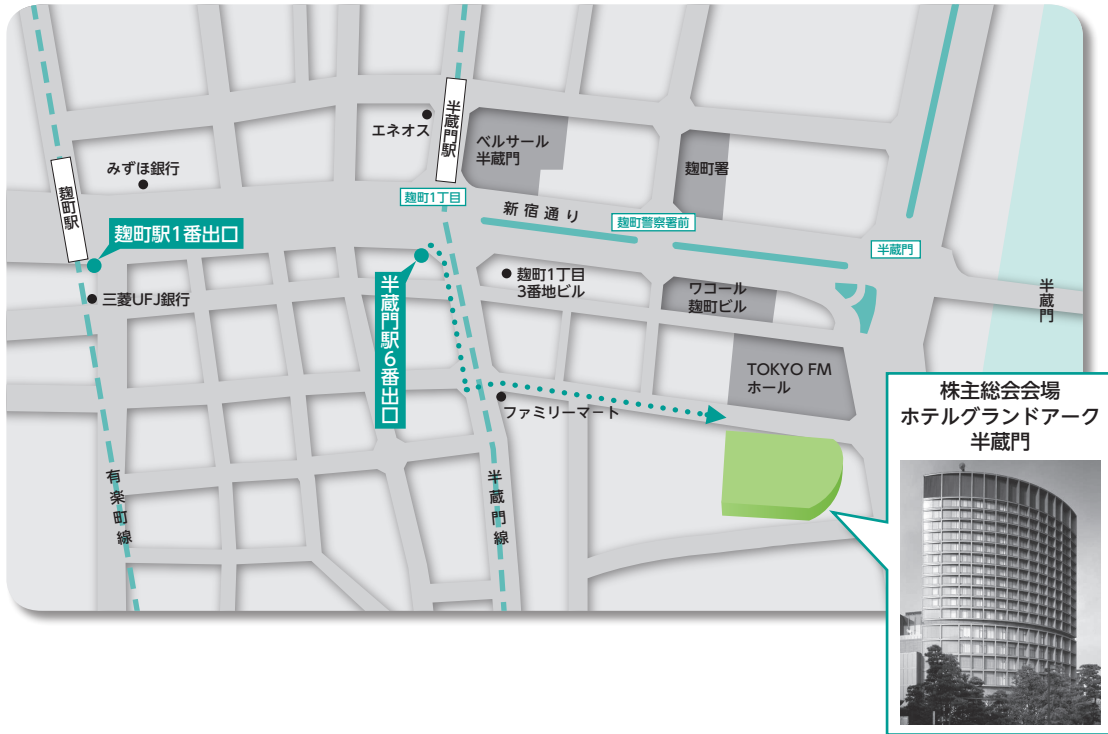 エネオス
半蔵門駅
ベルサール
半蔵門
麹町署
みずほ銀行
麹町駅
麹町1丁目
新宿通り
麹町警察署前
麹町駅1番出口
半蔵門
三菱UFJ銀行
半蔵門駅6番出口
麹町1丁目
3番地ビル
ワコール
麹町ビル
半蔵門
TOKYO FM
ホール
ファミリーマート
株主総会会場
ホテルグランドアーク
半蔵門
有楽町線
半蔵門線